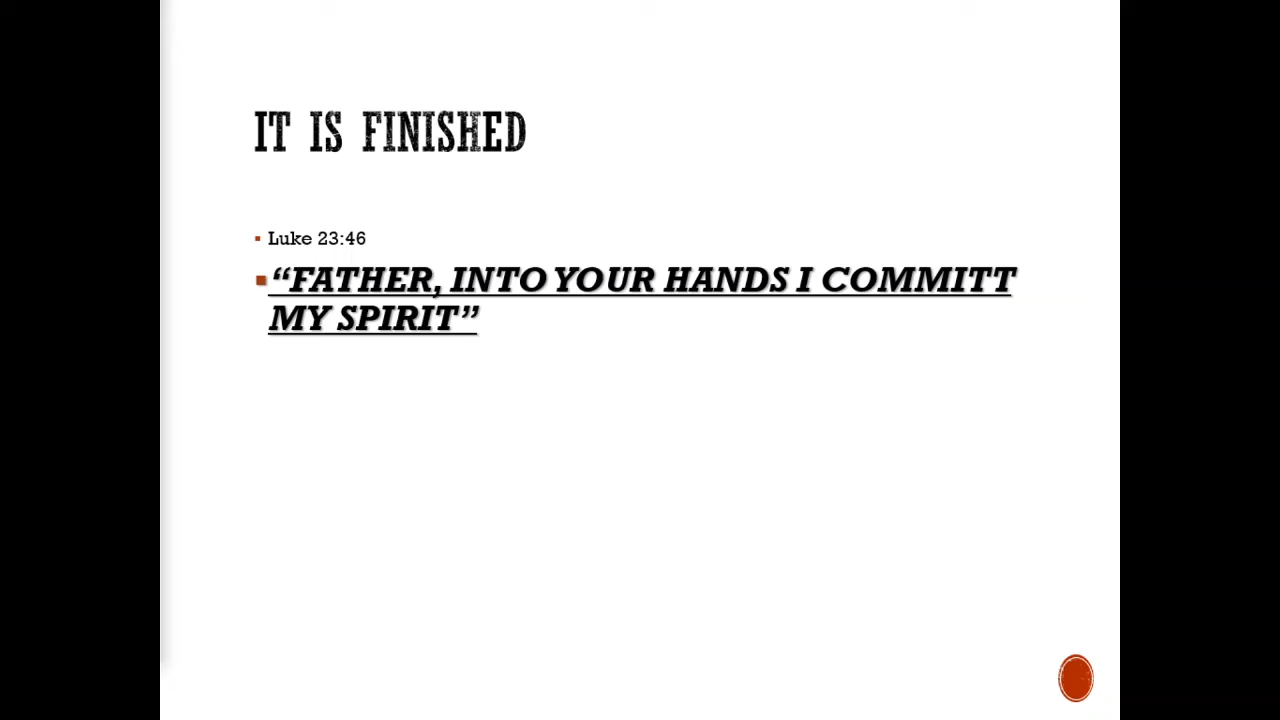 IT IS FINISHED
▪ Luke 23:46
▪ “FATHER, INTO YOUR HANDS I COMMITT
MY SPIRIT”